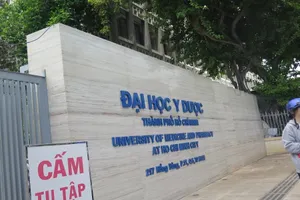 ĐẠI HỌC Y DƯỢC
THÀNH PHỐ HỒ CHÍ MINH
UNIVERSITY OF MEDICINE AND PHARMACY
AT HO CHI MINH CITY
217 Hồng Bàng, P.11, Q.5, TP.HCM
CẤM
TỤ TẬP